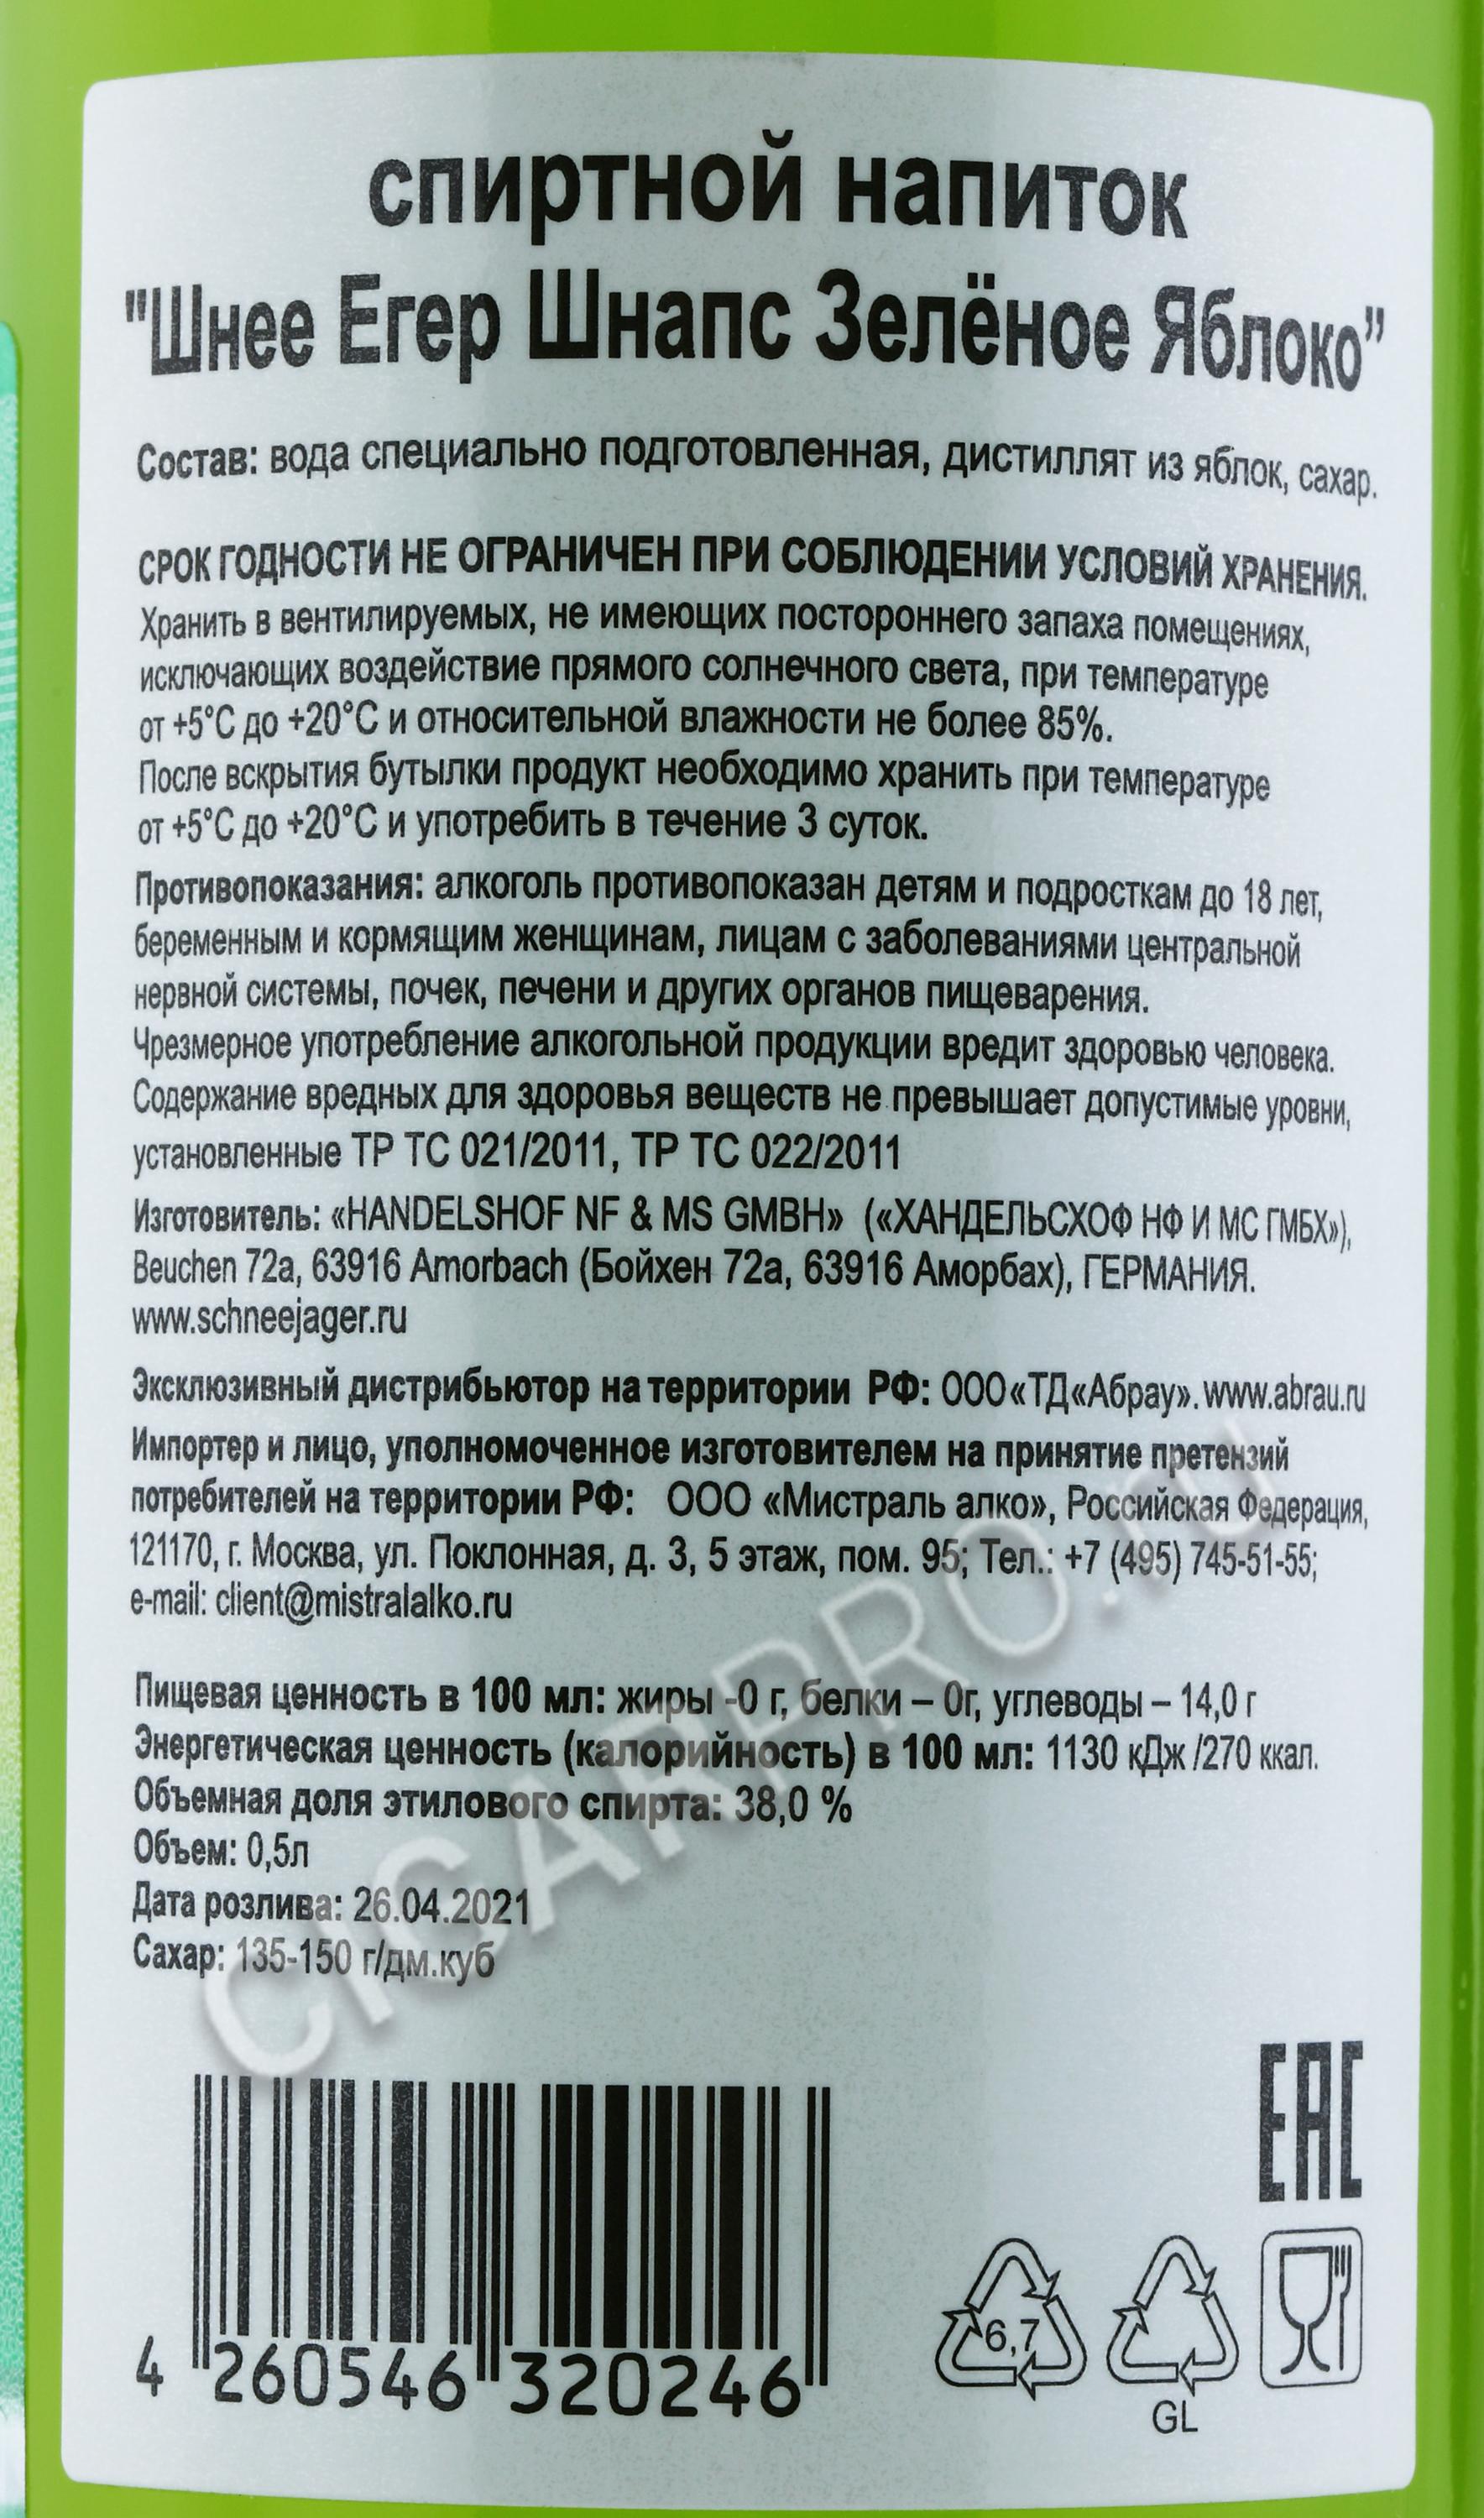 спиртной напиток
"Шнее Егер Шнапс Зелёное Яблоко”
Состав: вода специально подготовленная, дистиллят из яблок, сахар.
СРОК ГОДНОСТИ НЕ ОГРАНИЧЕН ПРИ СОБЛЮДЕНИИ УСЛОВИЙ ХРАНЕНИЯ.
Хранить в вентилируемых, не имеющих постороннего запаха помещениях,
исключающих воздействие прямого солнечного света, при температуре
от +5°С до +20°С и относительной влажности не более 85%.
После вскрытия бутылки продукт необходимо хранить при температуре
от +5°С до +20°С и употребить в течение 3 суток.
Противопоказания: алкоголь противопоказан детям и подросткам до 18 лет,
беременным и кормящим женщинам, лицам с заболеваниями центральной
нервной системы, почек, печени и других органов пищеварения.
Чрезмерное употребление алкогольной продукции вредит здоровью человека.
Содержание вредных для здоровья веществ не превышает допустимые уровни,
установленные ТР ТС 021/2011, ТР ТС 022/2011
Изготовитель: «HANDELSHOF NF & MS GMBH» («ХАНДЕЛЬСХОФ НФ И МС ГМБХ»),
Beuchen 72a, 63916 Amorbach (Бойхен 72а, 63916 Аморбах), ГЕРМАНИЯ.
www.schneejager.ru
Эксклюзивный дистрибьютор на территории РФ: ООО«ТД«Абрау». www.abrau.ru
Импортер и лицо, уполномоченное изготовителем на принятие претензий
потребителей на территории РФ: ООО «Мистраль алко», Российская Федерация,
121170, г. Москва, ул. Поклонная, д. 3, 5 этаж, пом. 95; Тел.: +7 (495) 745-51-55;
e-mail: client@mistralalko.ru
Пищевая ценность в 100 мл: жиры -0 г, белки – 0г, углеводы – 14,0 г
Энергетическая ценность (калорийность) в 100 мл: 1130 кДж /270 ккал.
Объемная доля этилового спирта: 38,0 %
Объем: 0,5л
Дата розлива: 26.04.2021
Сахар: 135-150 г/дм.куб
CIGARPRO.ru
EAC
6,7
GL
4 260546 320246